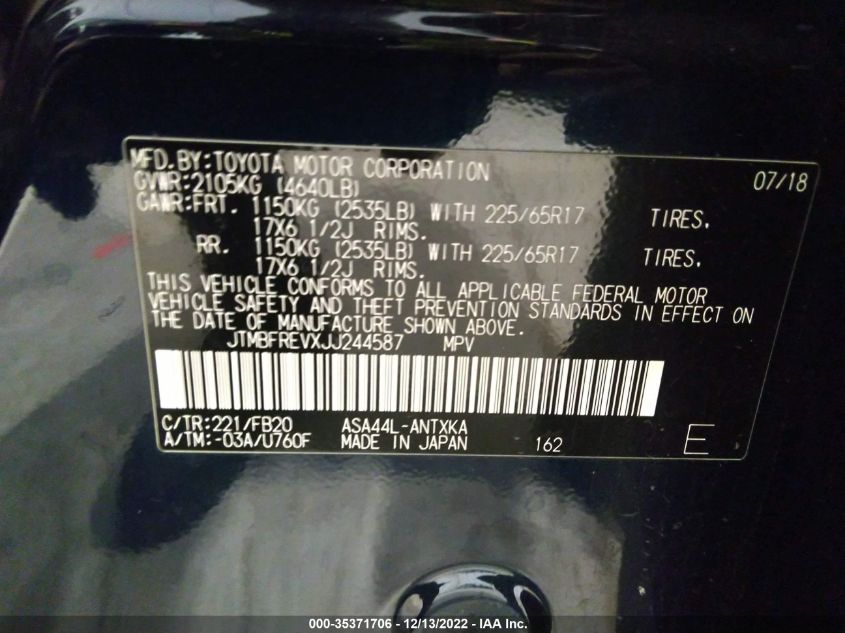 MFD.BY:TOYOTA MOTOR CORPORATION 07/18
GVWR:2105KG (4640LB)
GAWR:FRT. 1150KG (2535LB) WITH 225/65R17 TIRES.
17X6 1/2J RIMS.
RR. 1150KG (2535LB) WITH 225/65R17 TIRES.
17X6 1/2J RIMS.
THIS VEHICLE CONFORMS TO ALL APPLICABLE FEDERAL MOTOR
VEHICLE SAFETY AND THEFT PREVENTION STANDARDS IN EFFECT ON
THE DATE OF MANUFACTURE SHOWN ABOVE.
JTMBFREVXJJ244587 MPV
C/TR:221/FB20 ASA44L-ANTXKA
A/TM:-03A/U760F MADE IN JAPAN 162 E
000-35371706 - 12/13/2022 - IAA Inc.